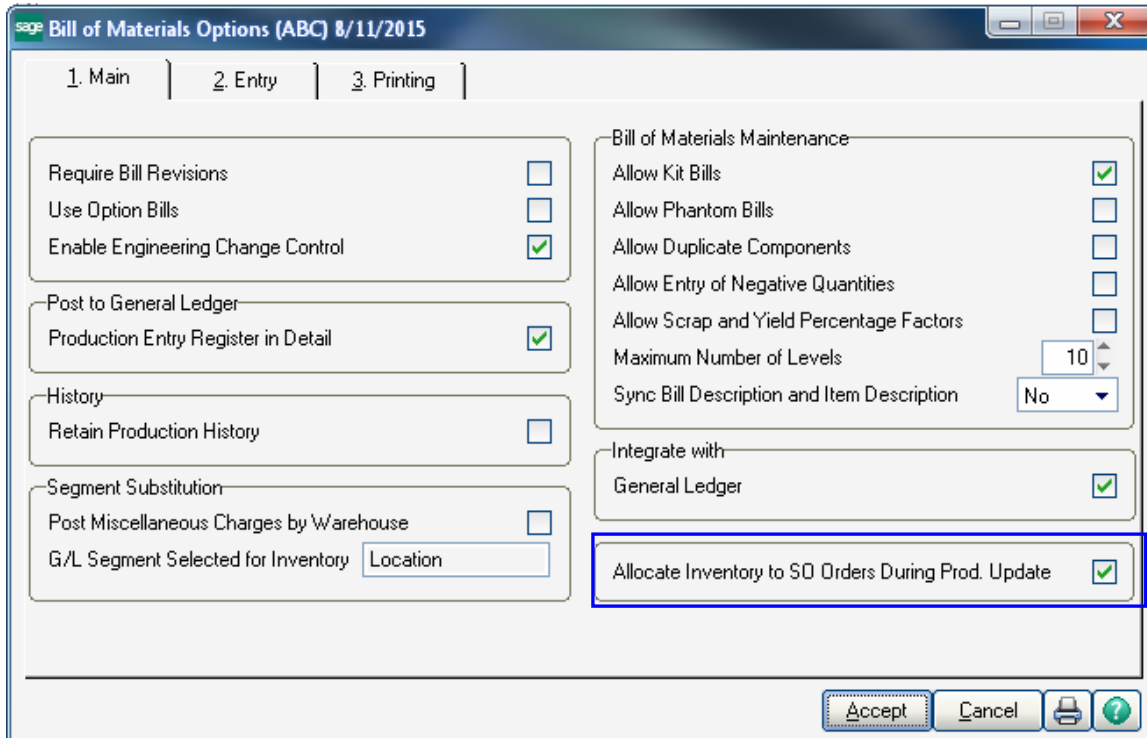 sage Bill of Materials Options (ABC) 8/11/2015
1. Main
2. Entry
3. Printing
Require Bill Revisions
Use Option Bills
Enable Engineering Change Control
Post to General Ledger
Production Entry Register in Detail
History
Retain Production History
Segment Substitution
Post Miscellaneous Charges by Warehouse
G/L Segment Selected for Inventory Location
Bill of Materials Maintenance
Allow Kit Bills
Allow Phantom Bills
Allow Duplicate Components
Allow Entry of Negative Quantities
Allow Scrap and Yield Percentage Factors
Maximum Number of Levels 10
Sync Bill Description and Item Description No
Integrate with
General Ledger
Allocate Inventory to SO Orders During Prod. Update
Accept Cancel ?